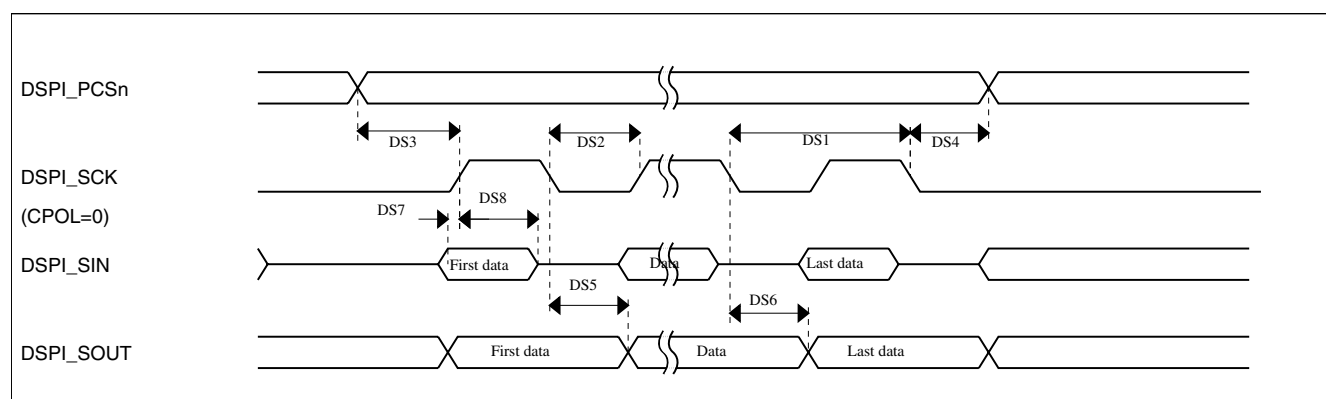 DSPI_PCSn
DS3
DS2
DS1
DS4
DSPI_SCK
(CPOL=0)
DS7
DS8
DSPI_SIN
First data
Data
Last data
DS5
DS6
DSPI_SOUT
First data
Data
Last data